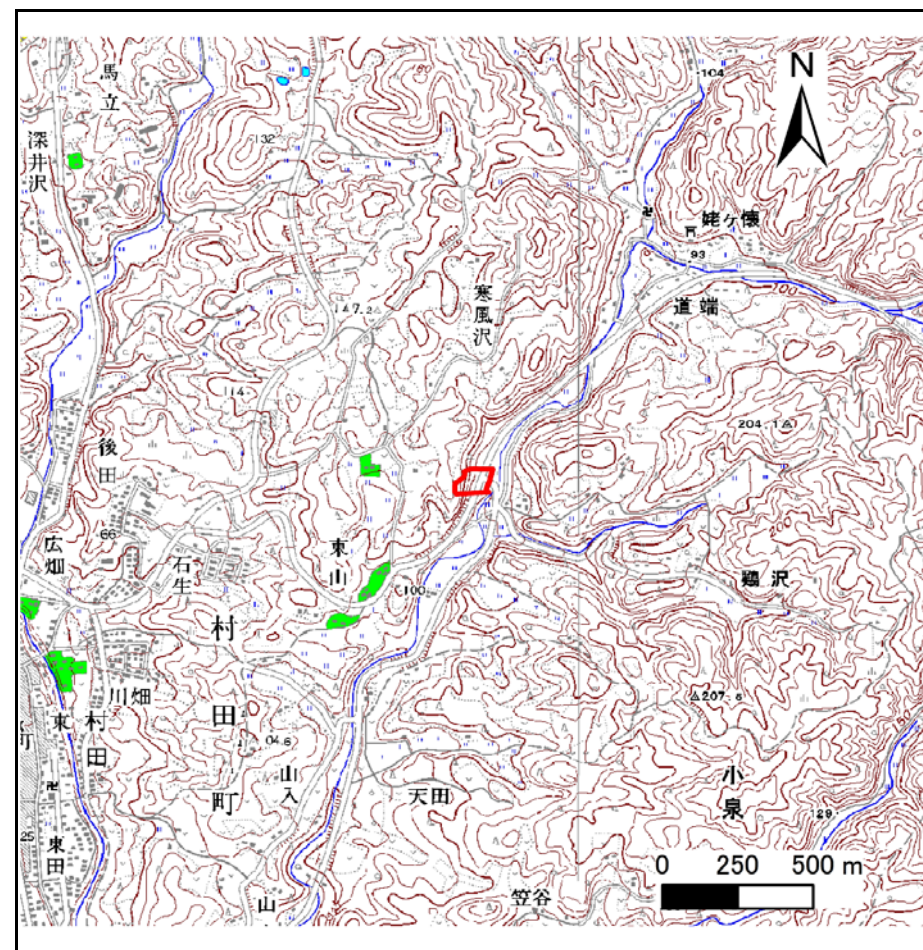 馬立
深井沢
132
104
N
姥ヶ懐
93
道端
100
寒風沢
147.2
114
204.1
後田
66
広畑
石生
東山
100
鶏沢
村田町
川畑
東村田
町
207.6
山入
天田
小泉
129
東田
25
山
笠谷
0 250 500 m